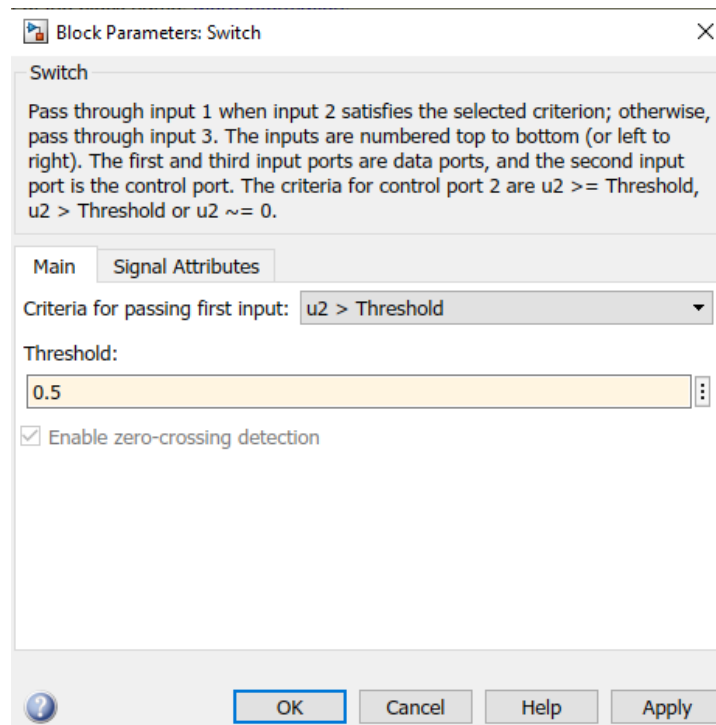 Block Parameters: Switch
Switch
Pass through input 1 when input 2 satisfies the selected criterion; otherwise,
pass through input 3. The inputs are numbered top to bottom (or left to
right). The first and third input ports are data ports, and the second input
port is the control port. The criteria for control port 2 are u2 >= Threshold,
u2 > Threshold or u2 ~= 0.
Main Signal Attributes
Criteria for passing first input: u2 > Threshold
Threshold:
0.5
Enable zero-crossing detection
OK Cancel Help Apply